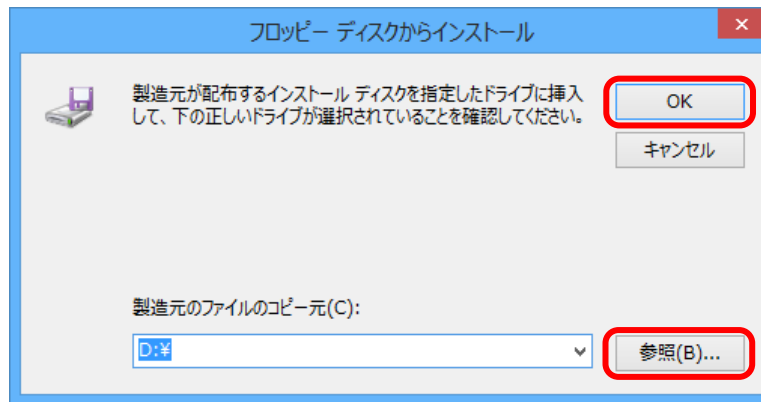 フロッピー ディスクからインストール
製造元が配布するインストール ディスクを指定したドライブに挿入
して、下の正しいドライブが選択されていることを確認してください。
OK
キャンセル
製造元のファイルのコピー元(C):
D:¥
参照(B)...